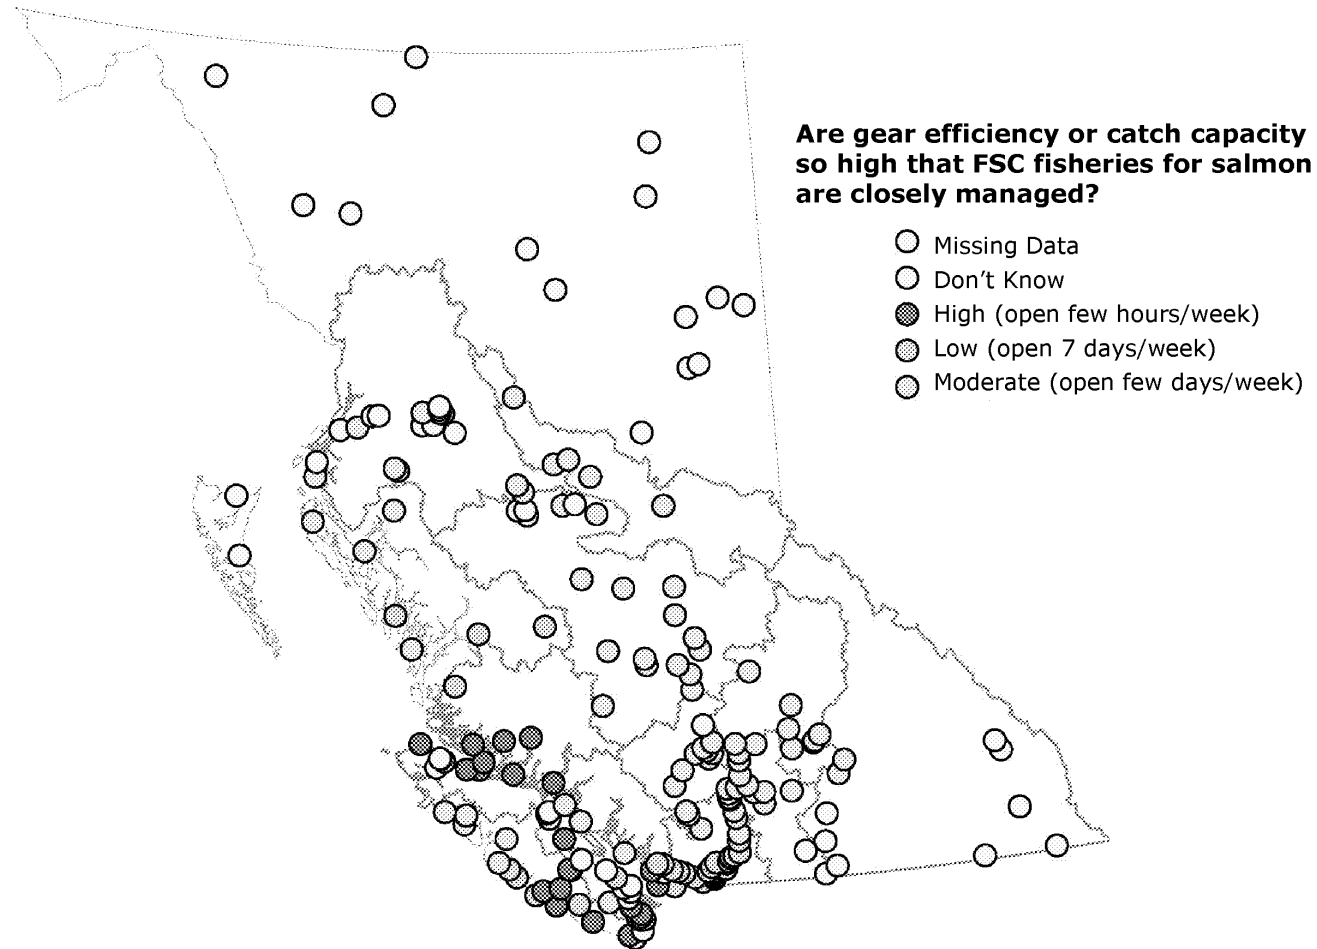 Are gear efficiency or catch capacity
so high that FSC fisheries for salmon
are closely managed?
Missing Data
Don't Know
High (open few hours/week)
Low (open 7 days/week)
Moderate (open few days/week)